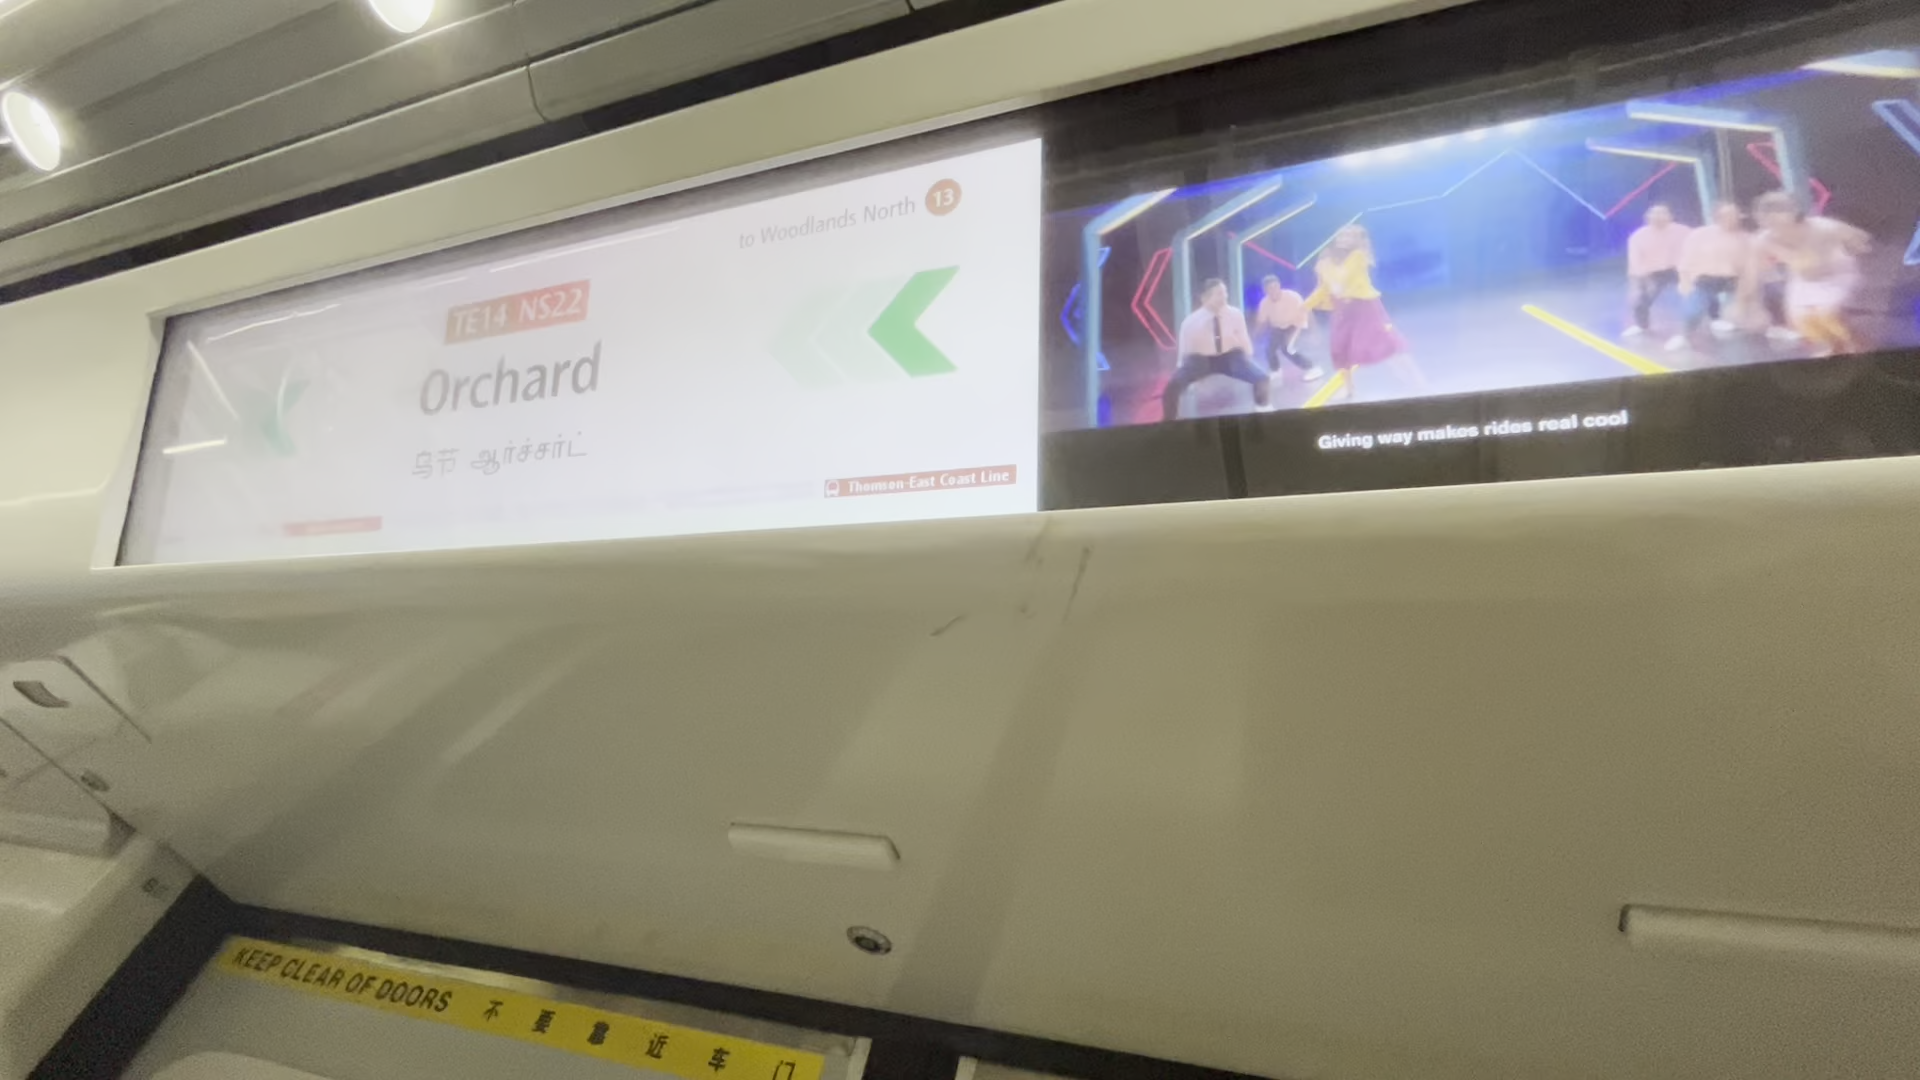 to Woodlands North 13
TE14 NS22
Orchard
乌节 ஆர்ச்சர்ட்
Thomson-East Coast Line
Giving way makes rides real cool
KEEP CLEAR OF DOORS 不要靠近车门